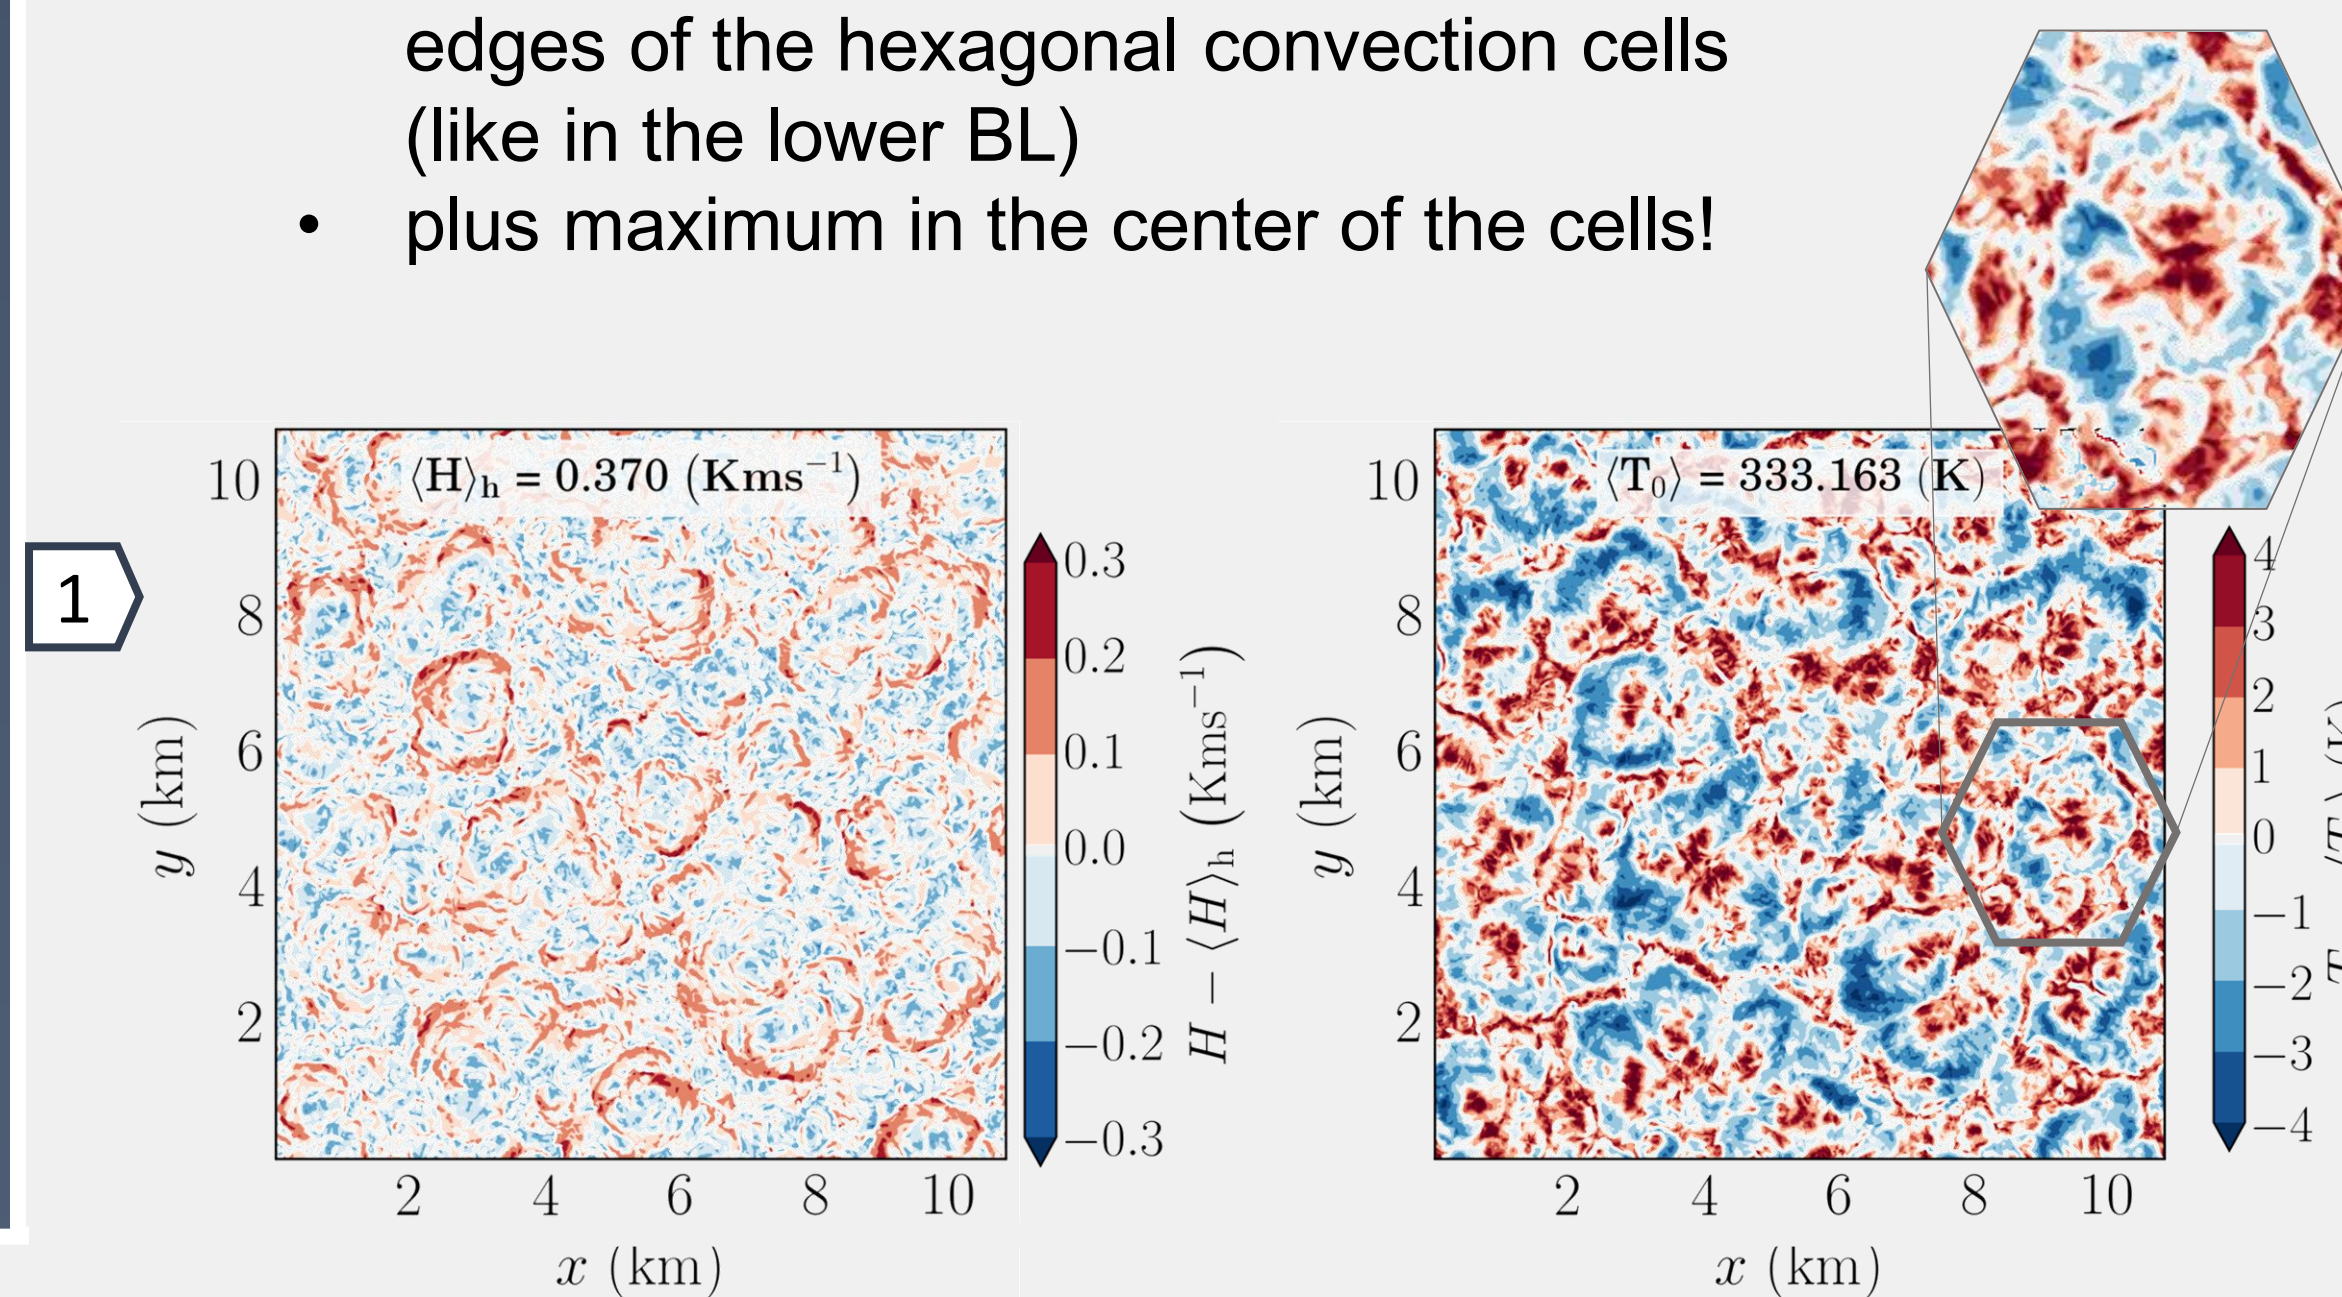 edges of the hexagonal convection cells
(like in the lower BL)
• plus maximum in the center of the cells!
1
⟨H⟩ₕ = 0.370 (Kms⁻¹)
10
8
6
4
2
y (km)
2 4 6 8 10
x (km)
0.3
0.2
0.1
0.0
−0.1
−0.2
−0.3
H − ⟨H⟩ₕ (Kms⁻¹)
⟨T₀⟩ = 333.163 (K)
10
8
6
4
2
y (km)
2 4 6 8 10
x (km)
4
3
2
1
0
−1
−2
−3
−4